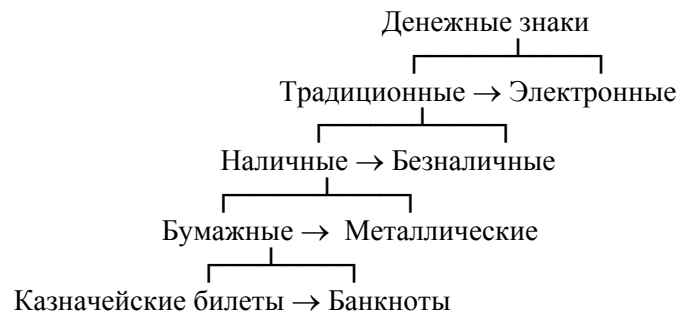 Денежные знаки
Традиционные → Электронные
Наличные → Безналичные
Бумажные → Металлические
Казначейские билеты → Банкноты